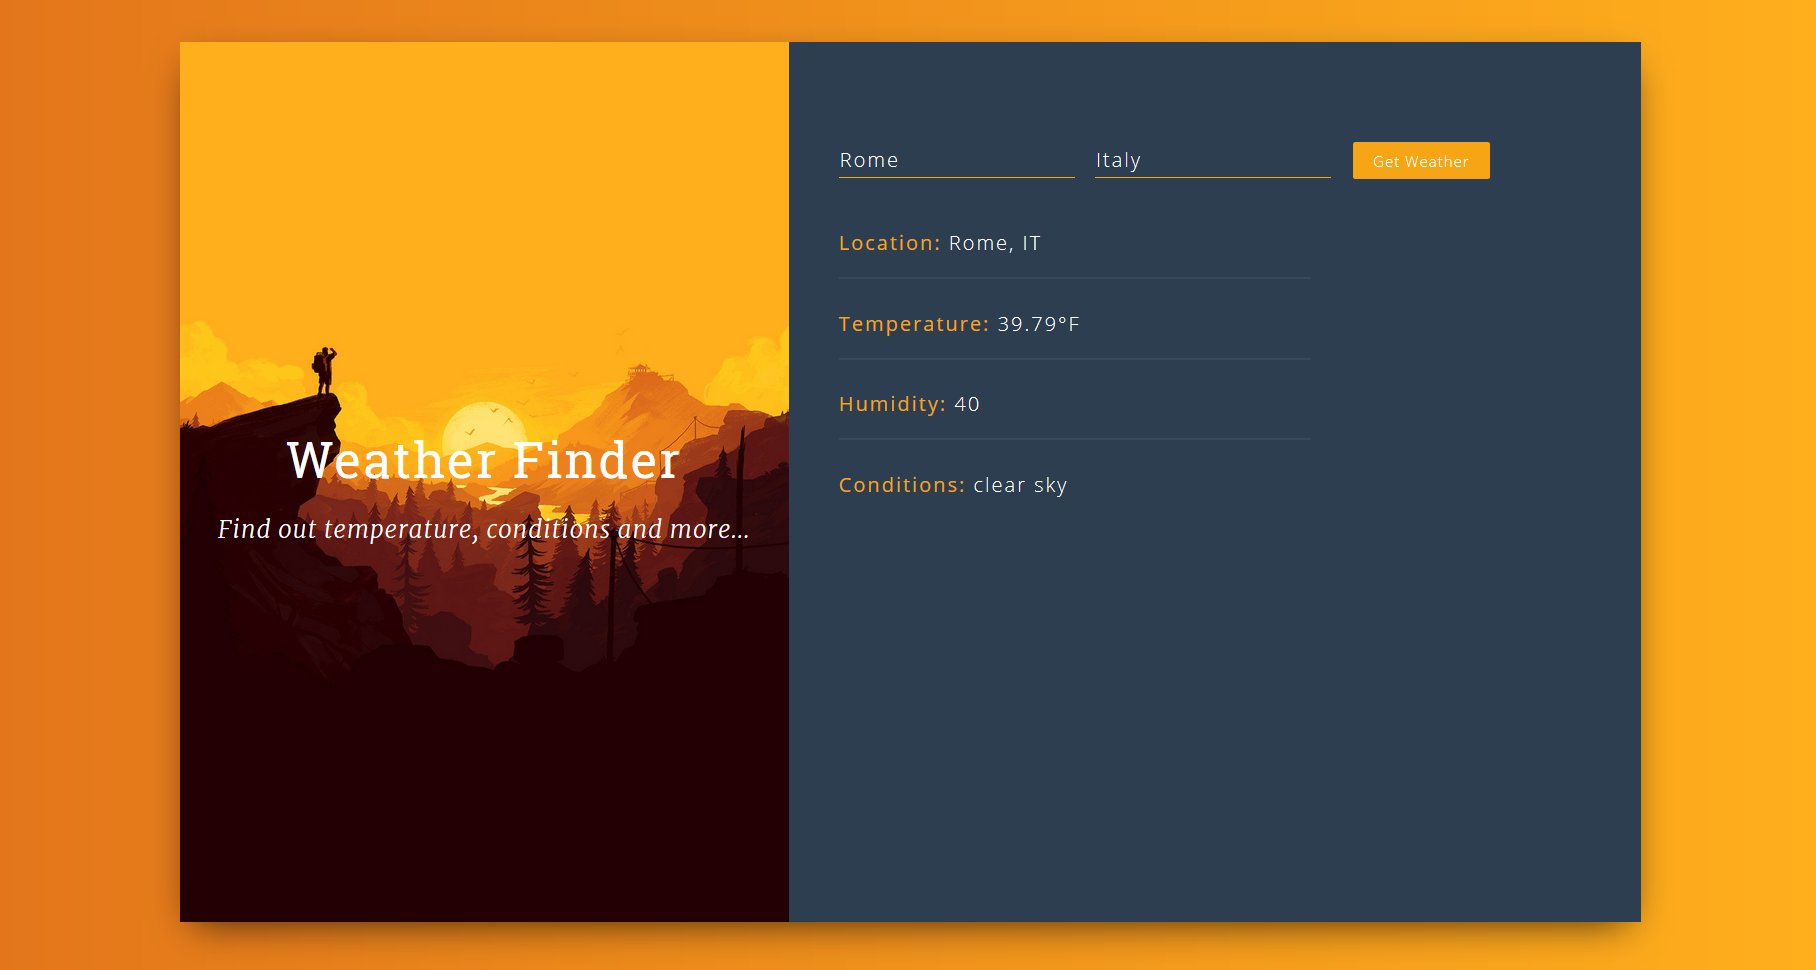 Weather Finder
Find out temperature, conditions and more...
Rome
Italy
Get Weather
Location: Rome, IT
Temperature: 39.79°F
Humidity: 40
Conditions: clear sky